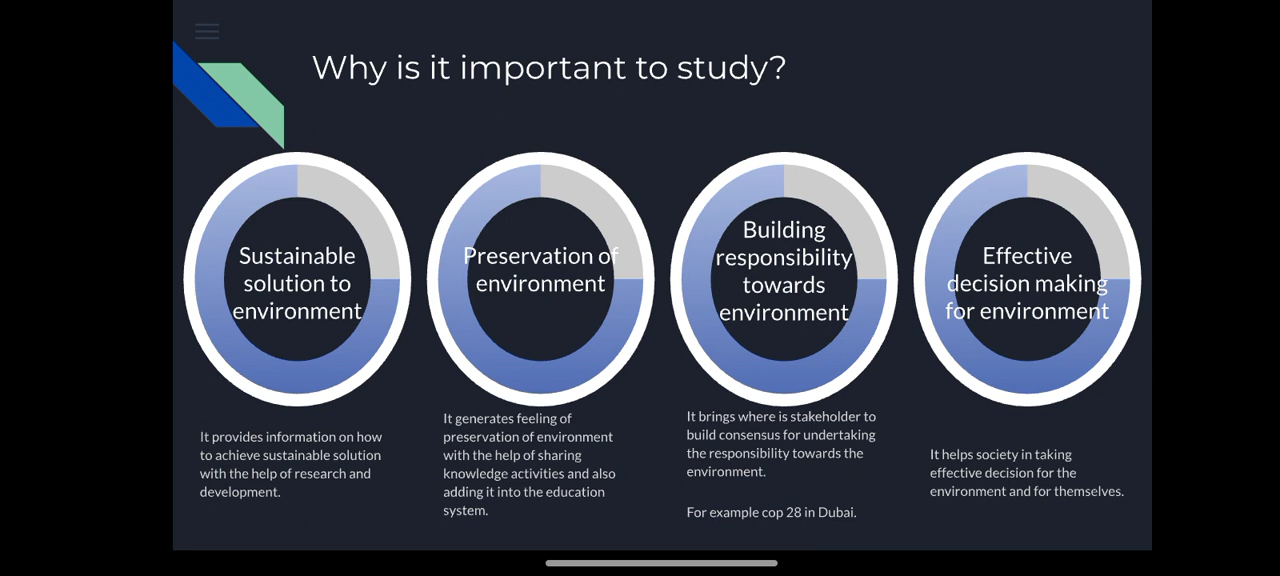 Why is it important to study?
Sustainable
solution to
environment
Preservation of
environment
Building
responsibility
towards
environment
Effective
decision making
for environment
It provides information on how
to achieve sustainable solution
with the help of research and
development.
It generates feeling of
preservation of environment
with the help of sharing
knowledge activities and also
adding it into the education
system.
It brings where is stakeholder to
build consensus for undertaking
the responsibility towards the
environment.
For example cop 28 in Dubai.
It helps society in taking
effective decision for the
environment and for themselves.